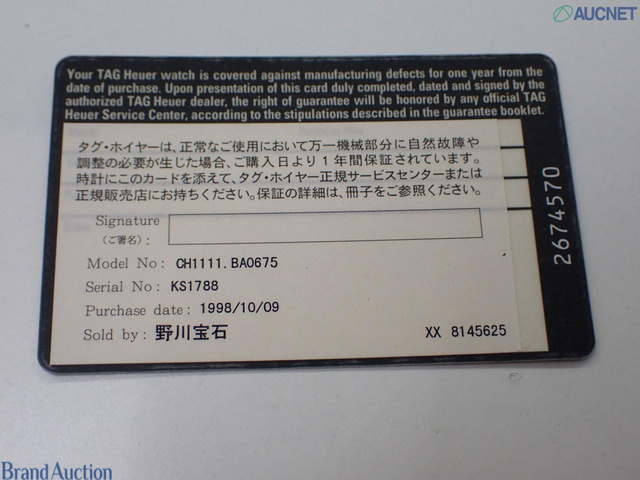 AUCNET
Your TAG Heuer watch is covered against manufacturing defects for one year from the
date of purchase. Upon presentation of this card duly completed, dated and signed by the
authorized TAG Heuer dealer, the right of guarantee will be honored by any official TAG
Heuer Service Center, according to the stipulations described in the guarantee booklet.
タグ・ホイヤーは、正常なご使用において万一機械部分に自然故障や
調整の必要が生じた場合、ご購入日より1年間保証されています。
時計にこのカードを添えて、タグ・ホイヤー正規サービスセンターまたは
正規販売店にお持ちください。保証の詳細は、冊子をご参照ください。
Signature
(ご署名) :
Model No: CH1111.BA0675
Serial No: KS1788
Purchase date: 1998/10/09
Sold by: 野川宝石
XX 8145625
2674570
Brand Auction